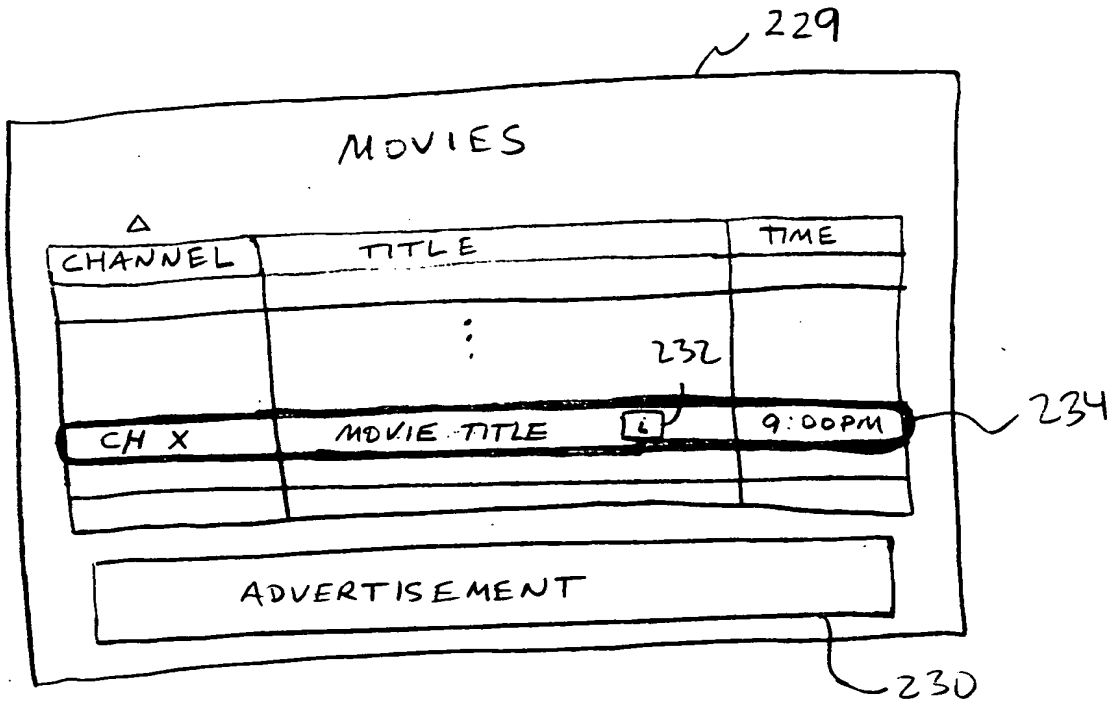 229
MOVIES
△
CHANNEL TITLE TIME
⋮
232
CH X MOVIE TITLE i 9:00PM
234
ADVERTISEMENT
230